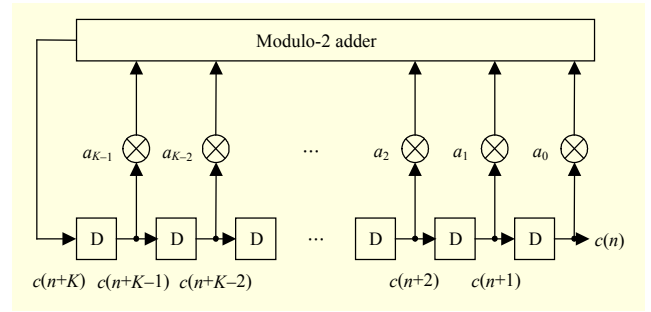 Modulo-2 adder
a_{K–1} a_{K–2} ... a_2 a_1 a_0
D D D ... D D D c(n)
c(n+K) c(n+K–1) c(n+K–2) c(n+2) c(n+1)